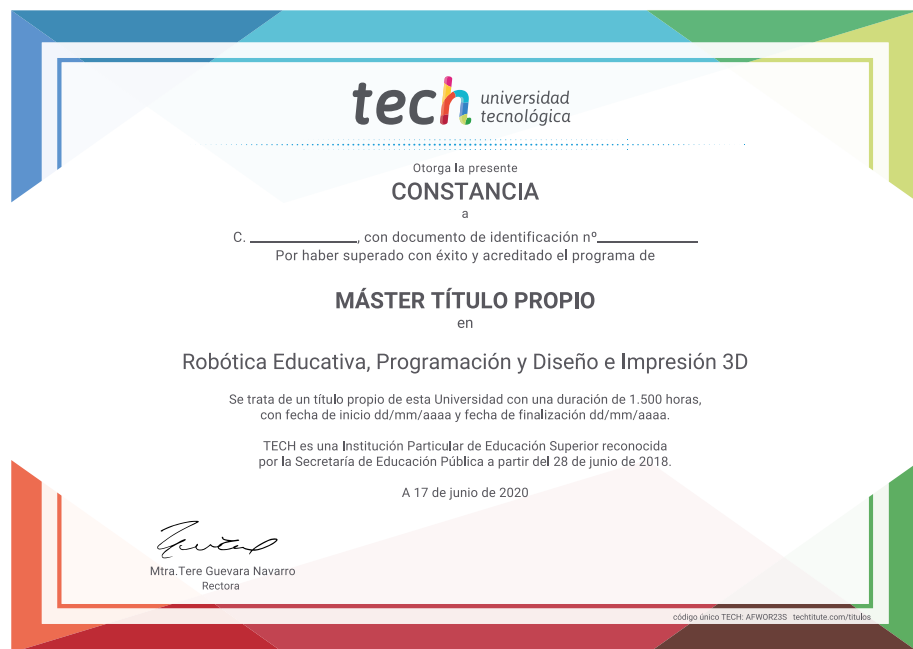 tech universidad
tecnológica
Otorga la presente
CONSTANCIA
a
C. ____________, con documento de identificación nº____________
Por haber superado con éxito y acreditado el programa de
MÁSTER TÍTULO PROPIO
en
Robótica Educativa, Programación y Diseño e Impresión 3D
Se trata de un título propio de esta Universidad con una duración de 1.500 horas,
con fecha de inicio dd/mm/aaaa y fecha de finalización dd/mm/aaaa.
TECH es una Institución Particular de Educación Superior reconocida
por la Secretaría de Educación Pública a partir del 28 de junio de 2018.
A 17 de junio de 2020
Mtra.Tere Guevara Navarro
Rectora
código único TECH: AFWOR23S techtitute.com/titulos